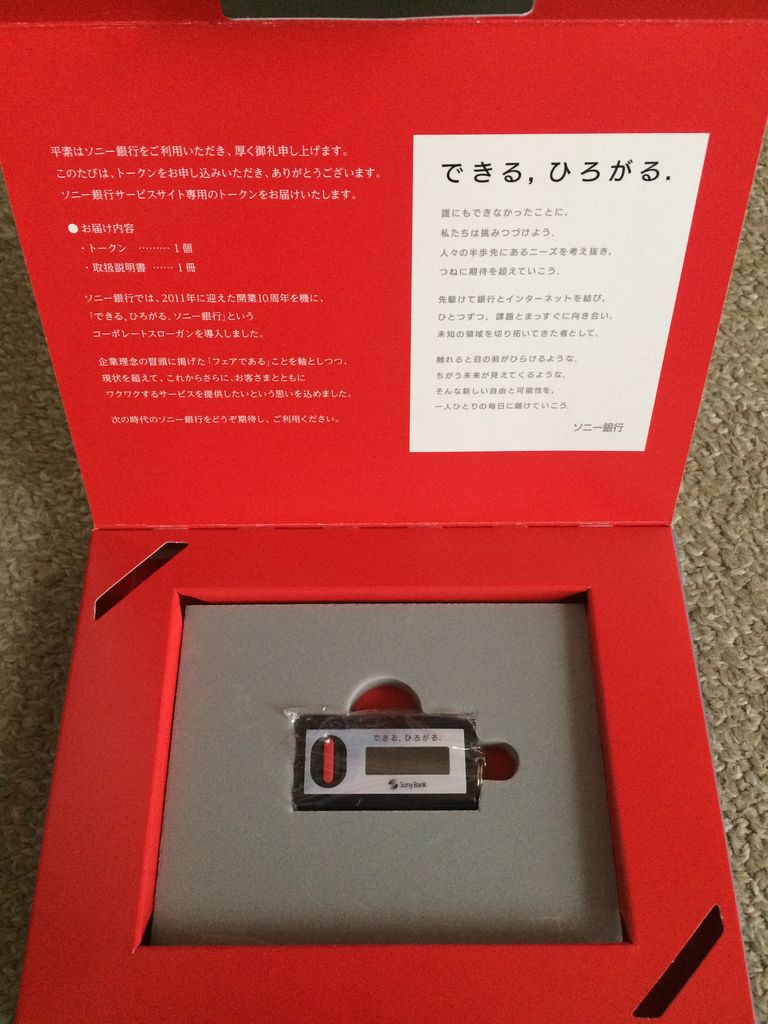 平素はソニー銀行をご利用いただき、厚く御礼申し上げます。
このたびは、トークンをお申し込みいただき、ありがとうございます。
ソニー銀行サービスサイト専用のトークンをお届けいたします。
●お届け内容
・トークン ……… 1個
・取扱説明書 …… 1冊
ソニー銀行では、2011年に迎えた開業10周年を機に、
「できる、ひろがる、ソニー銀行」という
コーポレートスローガンを導入しました。
企業理念の冒頭に掲げた「フェアである」ことを軸としつつ、
現状を超えて、これからさらに、お客さまとともに
ワクワクするサービスを提供したいという思いを込めました。
次の時代のソニー銀行をどうぞ期待し、ご利用ください。
できる, ひろがる.
誰にもできなかったことに,
私たちは挑みつづけよう.
人々の半歩先にあるニーズを考え抜き,
つねに期待を超えていこう.
先駆けて銀行とインターネットを結び,
ひとつずつ, 課題とまっすぐに向き合い,
未知の領域を切り拓いてきた者として.
触れると目の前がひらけるような,
ちがう未来が見えてくるような,
そんな新しい自由と可能性を,
一人ひとりの毎日に届けていこう.
ソニー銀行
できる, ひろがる.
Sony Bank